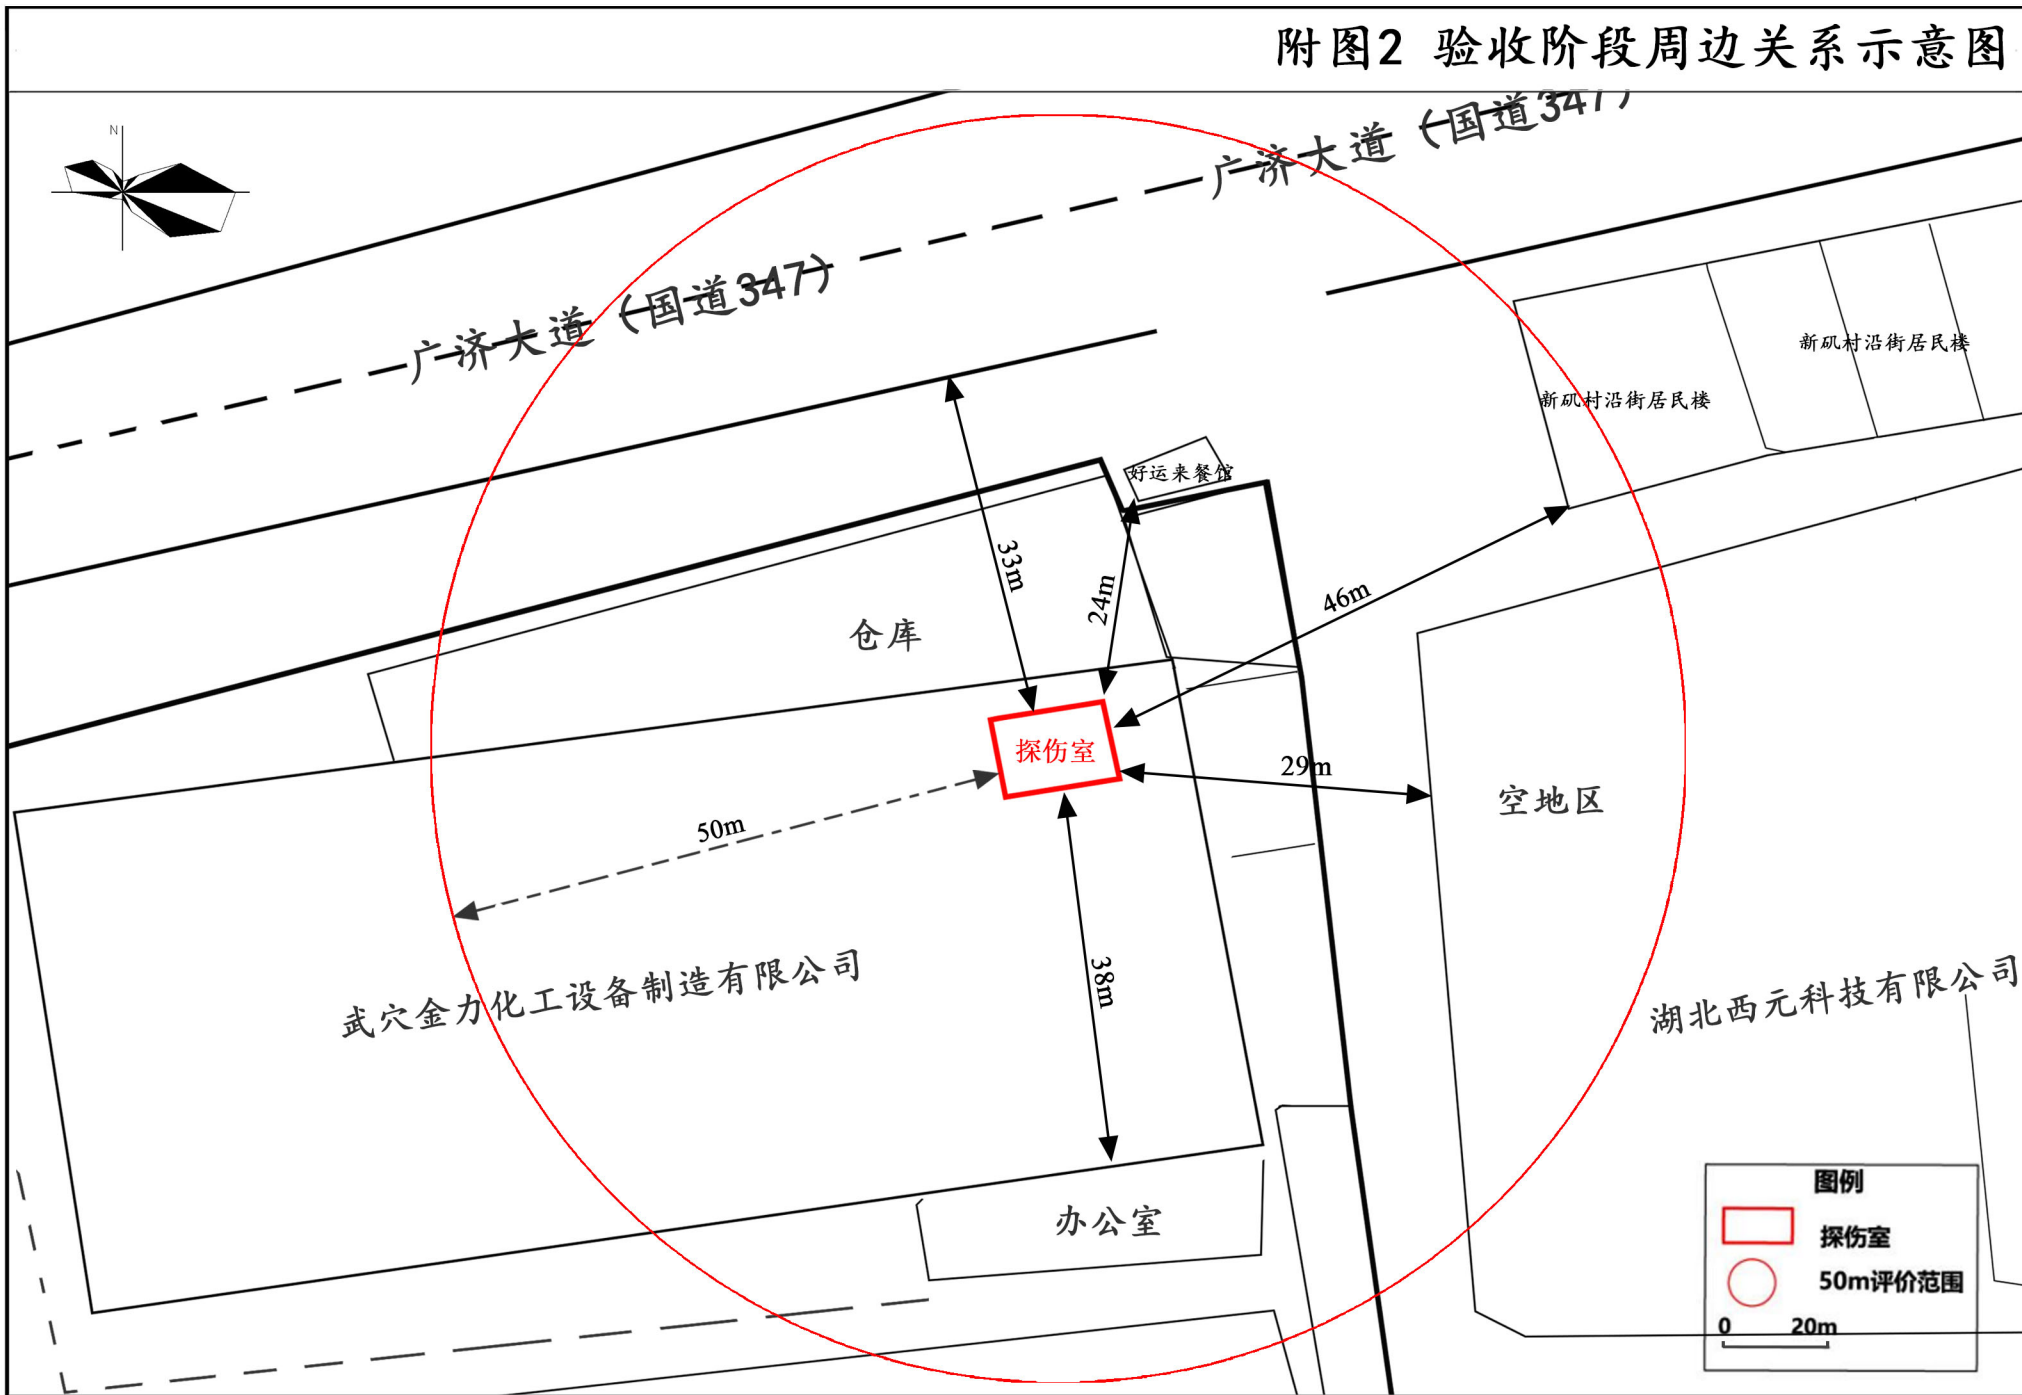 附图2 验收阶段周边关系示意图
N
广济大道（国道347）
广济大道（国道347）
新矶村沿街居民楼
新矶村沿街居民楼
好运来餐馆
33m
24m
46m
仓库
探伤室
29m
空地区
50m
38m
武穴金力化工设备制造有限公司
湖北西元科技有限公司
办公室
图例
探伤室
50m评价范围
0 20m